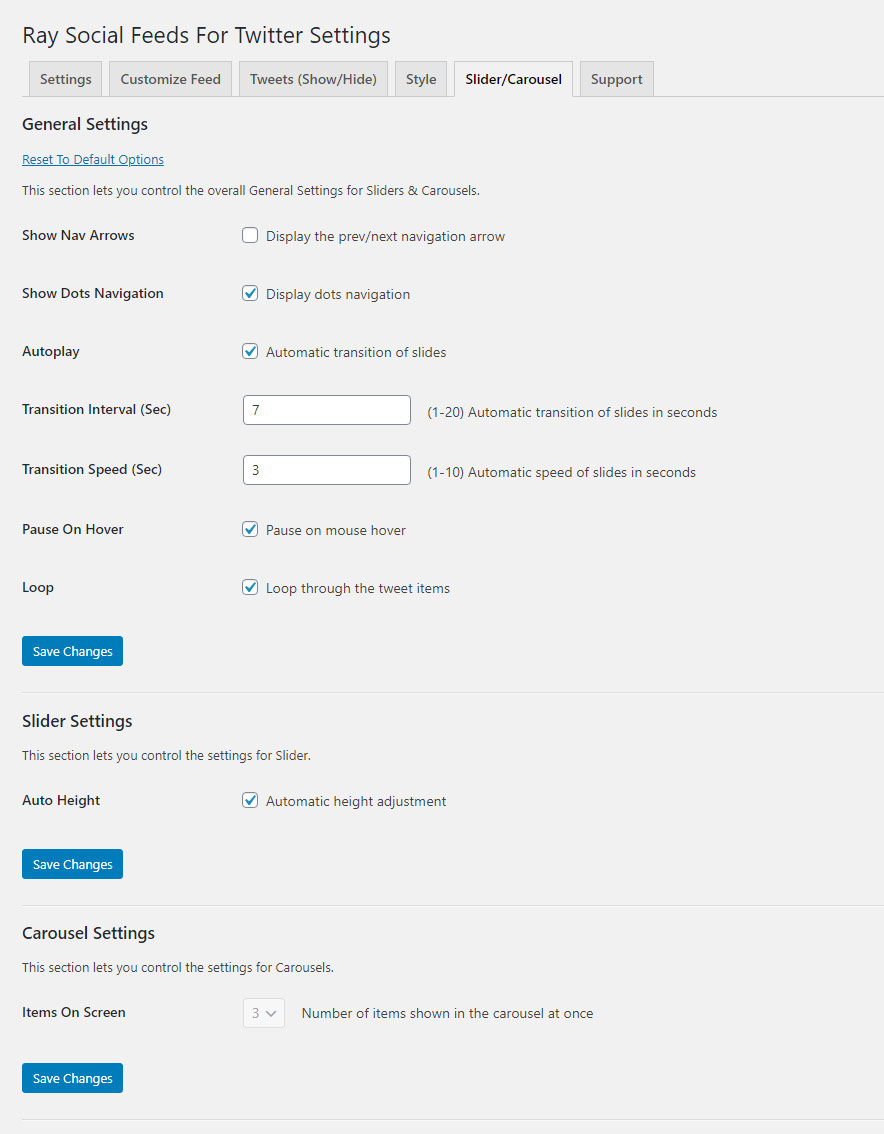 Ray Social Feeds For Twitter Settings
Settings Customize Feed Tweets (Show/Hide) Style Slider/Carousel Support
General Settings
Reset To Default Options
This section lets you control the overall General Settings for Sliders & Carousels.
Show Nav Arrows Display the prev/next navigation arrow
Show Dots Navigation Display dots navigation
Autoplay Automatic transition of slides
Transition Interval (Sec) 7 (1-20) Automatic transition of slides in seconds
Transition Speed (Sec) 3 (1-10) Automatic speed of slides in seconds
Pause On Hover Pause on mouse hover
Loop Loop through the tweet items
Save Changes
Slider Settings
This section lets you control the settings for Slider.
Auto Height Automatic height adjustment
Save Changes
Carousel Settings
This section lets you control the settings for Carousels.
Items On Screen 3 Number of items shown in the carousel at once
Save Changes